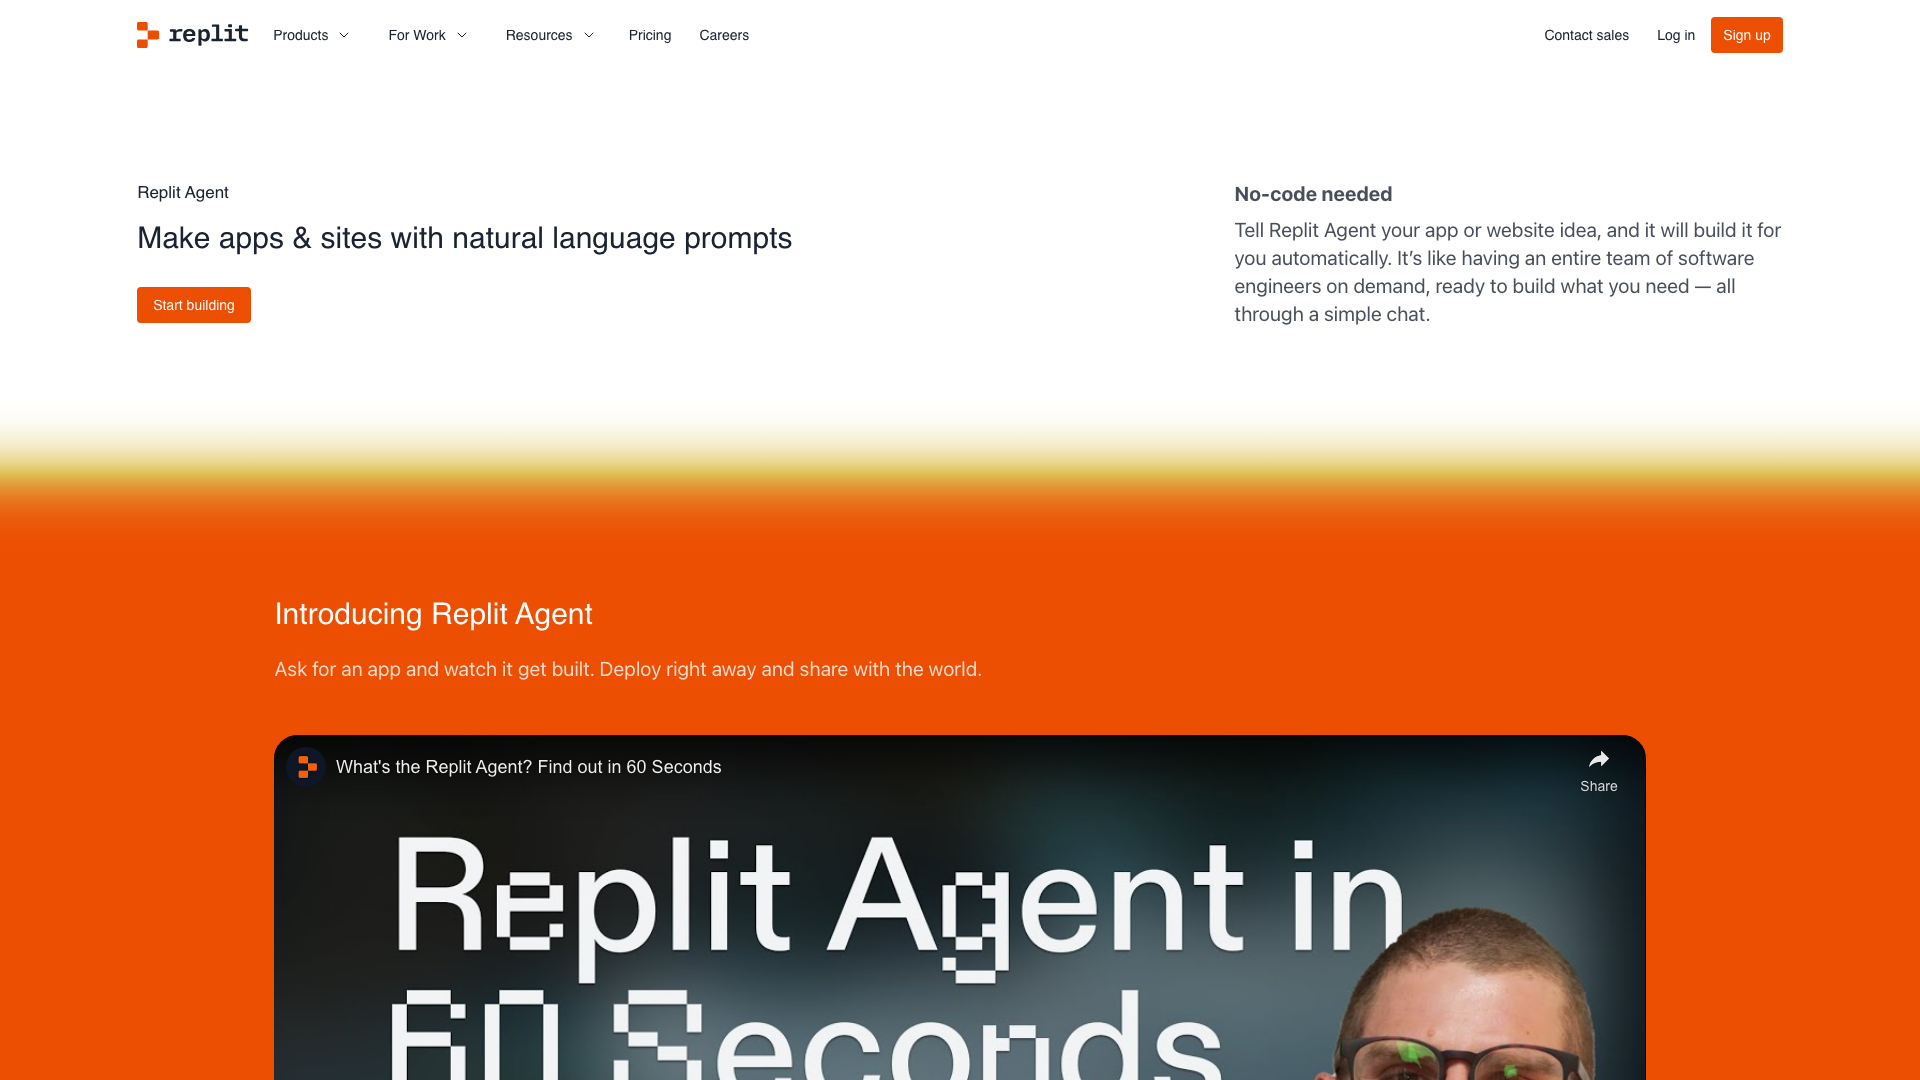 replit
Products
For Work
Resources
Pricing
Careers
Contact sales
Log in
Sign up
Replit Agent
Make apps & sites with natural language prompts
Start building
No-code needed
Tell Replit Agent your app or website idea, and it will build it for
you automatically. It’s like having an entire team of software
engineers on demand, ready to build what you need — all
through a simple chat.
Introducing Replit Agent
Ask for an app and watch it get built. Deploy right away and share with the world.
What's the Replit Agent? Find out in 60 Seconds
Share
Replit Agent in
60 Seconds